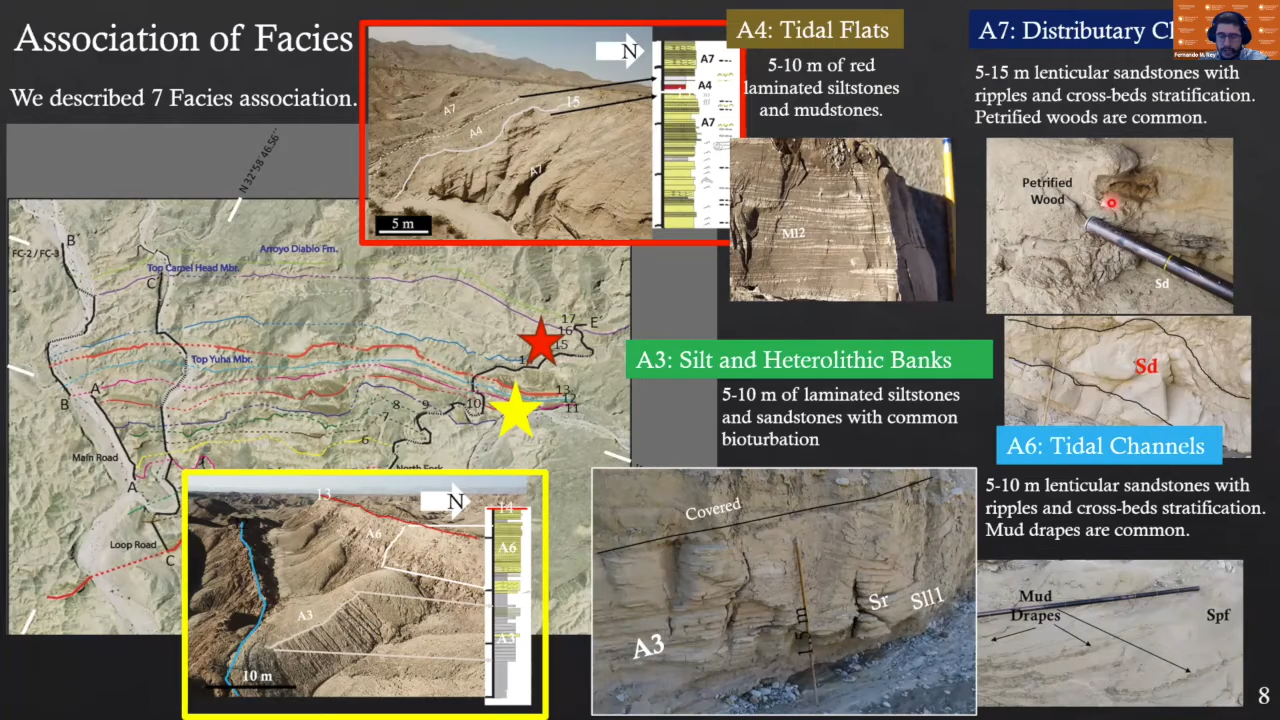 Association of Facies
We described 7 Facies association.
N 32°58'46.56"
B'
FC-2 / FC-3
C'
Arroyo Diablo Fm.
Top Camel Head Mbr.
Top Yuha Mbr.
A
B
8
9
7
6
10
17
E'
16
15
13
12
11
Main Road
North Fork
A
Loop Road
C
N
A7
A4
15
A7
5 m
A7
A4
A7
A4: Tidal Flats
5-10 m of red
laminated siltstones
and mudstones.
Ml2
A7: Distributary
Fernando M. Rey
5-15 m lenticular sandstones with
ripples and cross-beds stratification.
Petrified woods are common.
Petrified
Wood
Sd
Sd
A3: Silt and Heterolithic Banks
5-10 m of laminated siltstones
and sandstones with common
bioturbation
A6: Tidal Channels
5-10 m lenticular sandstones with
ripples and cross-beds stratification.
Mud drapes are common.
13
N
14
A6
A6
A3
A3
10 m
Covered
Sr
Sll1
A3
1.5 m
Mud
Drapes
Spf
8